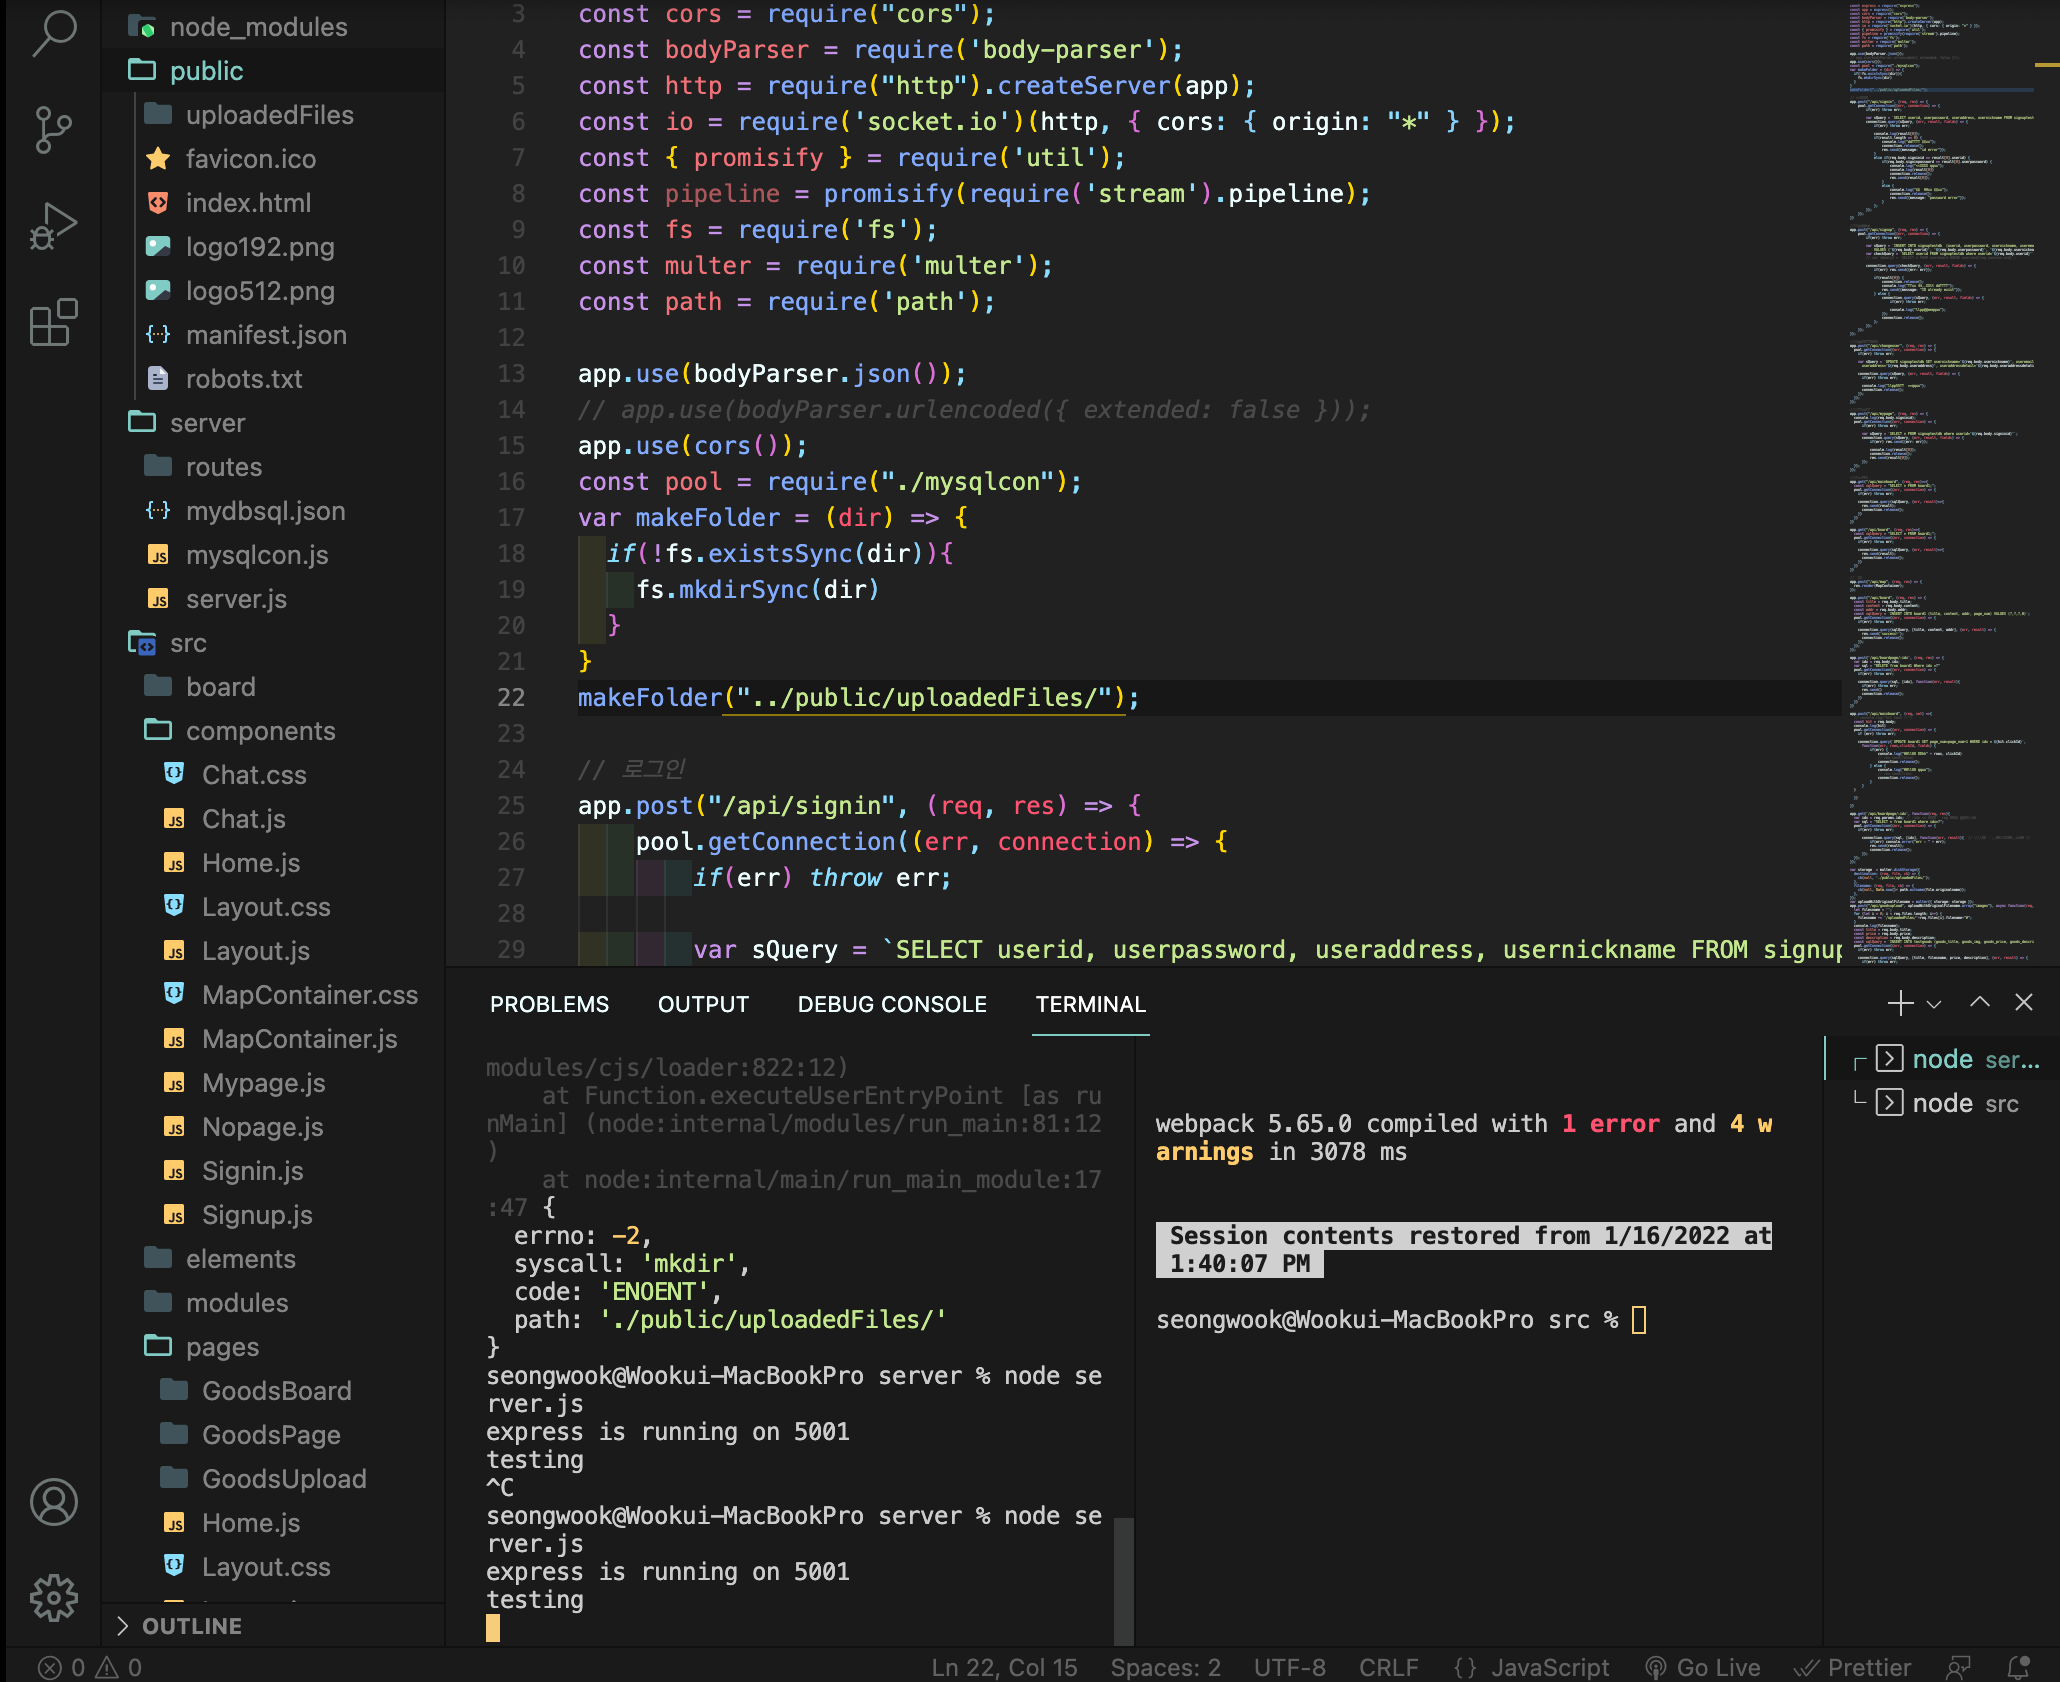 node_modules
public
uploadedFiles
favicon.ico
index.html
logo192.png
logo512.png
manifest.json
robots.txt
server
routes
mydbsql.json
mysqlcon.js
server.js
src
board
components
Chat.css
Chat.js
Home.js
Layout.css
Layout.js
MapContainer.css
MapContainer.js
Mypage.js
Nopage.js
Signin.js
Signup.js
elements
modules
pages
GoodsBoard
GoodsPage
GoodsUpload
Home.js
Layout.css
OUTLINE
3 const cors = require("cors");
4 const bodyParser = require('body-parser');
5 const http = require("http").createServer(app);
6 const io = require('socket.io')(http, { cors: { origin: "*" } });
7 const { promisify } = require('util');
8 const pipeline = promisify(require('stream').pipeline);
9 const fs = require('fs');
10 const multer = require('multer');
11 const path = require('path');
12
13 app.use(bodyParser.json());
14 // app.use(bodyParser.urlencoded({ extended: false }));
15 app.use(cors());
16 const pool = require("./mysqlcon");
17 var makeFolder = (dir) => {
18 if(!fs.existsSync(dir)){
19 fs.mkdirSync(dir)
20 }
21 }
22 makeFolder("../public/uploadedFiles/");
23
24 // 로그인
25 app.post("/api/signin", (req, res) => {
26 pool.getConnection((err, connection) => {
27 if(err) throw err;
28
29 var sQuery = `SELECT userid, userpassword, useraddress, usernickname FROM signup
PROBLEMS OUTPUT DEBUG CONSOLE TERMINAL
modules/cjs/loader:822:12)
at Function.executeUserEntryPoint [as ru
nMain] (node:internal/modules/run_main:81:12
)
at node:internal/main/run_main_module:17
:47 {
errno: -2,
syscall: 'mkdir',
code: 'ENOENT',
path: './public/uploadedFiles/'
}
seongwook@Wookui-MacBookPro server % node se
rver.js
express is running on 5001
testing
^C
seongwook@Wookui-MacBookPro server % node se
rver.js
express is running on 5001
testing
webpack 5.65.0 compiled with 1 error and 4 w
arnings in 3078 ms
Session contents restored from 1/16/2022 at
1:40:07 PM
seongwook@Wookui-MacBookPro src %
node ser...
node src
0 0 Ln 22, Col 15 Spaces: 2 UTF-8 CRLF {} JavaScript Go Live Prettier